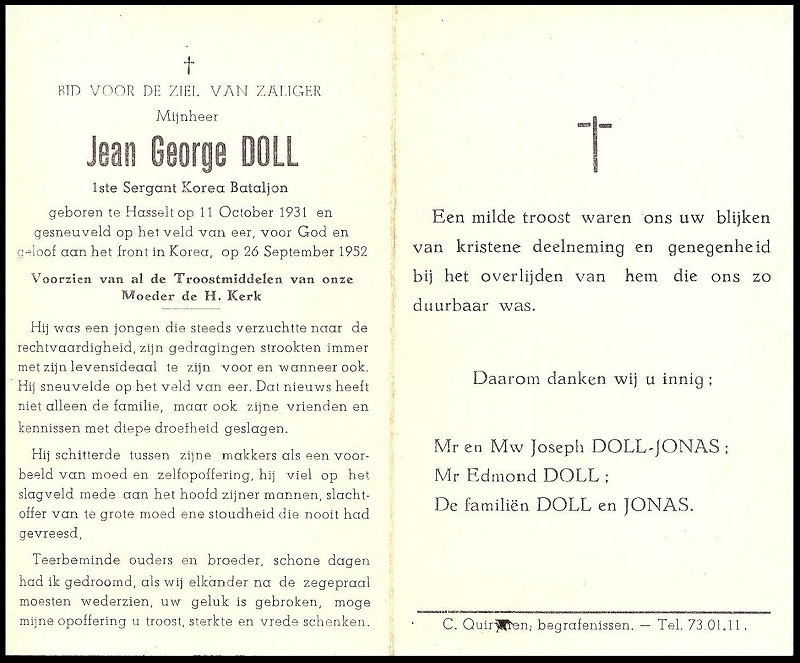 BID VOOR DE ZIEL VAN ZALIGER
Mijnheer
Jean George DOLL
1ste Sergant Korea Bataljon
geboren te Hasselt op 11 October 1931 en
gesneuveld op het veld van eer, voor God en
geloof aan het front in Korea, op 26 September 1952
Voorzien van al de Troostmiddelen van onze
Moeder de H. Kerk
Hij was een jongen die steeds verzuchtte naar de
rechtvaardigheid, zijn gedragingen strookten immer
met zijn levensideaal te zijn voor en wanneer ook.
Hij sneuvelde op het veld van eer. Dat nieuws heeft
niet alleen de familie, maar ook zijne vrienden en
kennissen met diepe droefheid geslagen.
Hij schitterde tussen zijne makkers als een voor-
beeld van moed en zelfopoffering, hij viel op het
slagveld mede aan het hoofd zijner mannen, slacht-
offer van te grote moed ene stoudheid die nooit had
gevreesd,
Teerbeminde ouders en broeder, schone dagen
had ik gedroomd, als wij elkander na de zegepraal
moesten wederzien, uw geluk is gebroken, moge
mijne opoffering u troost, sterkte en vrede schenken.
Een milde troost waren ons uw blijken
van kristene deelneming en genegenheid
bij het overlijden van hem die ons zo
duurbaar was.
Daarom danken wij u innig ;
Mr en Mw Joseph DOLL-JONAS ;
Mr Edmond DOLL ;
De familiën DOLL en JONAS.
C. begrafenissen. — Tel. 73.01.11.